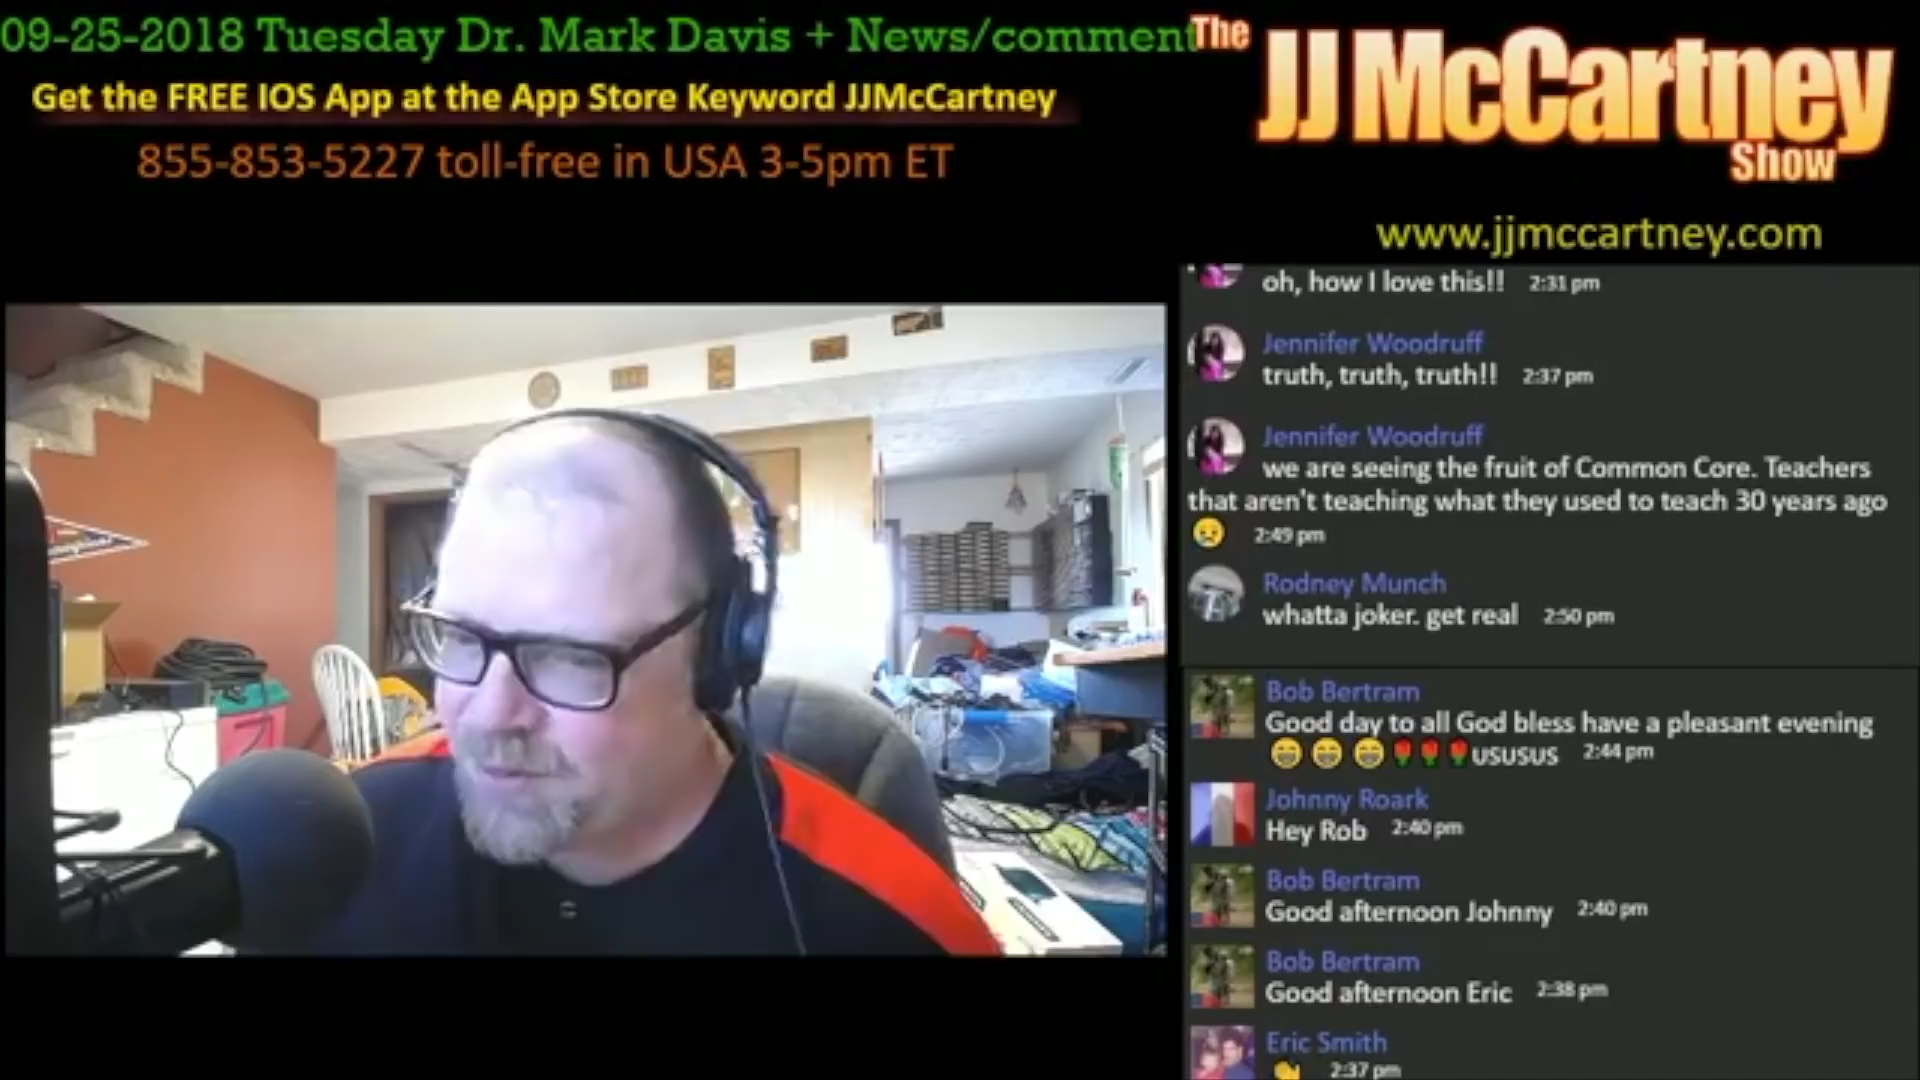 09-25-2018 Tuesday Dr. Mark Davis + News/comment
Get the FREE IOS App at the App Store Keyword JJMcCartney
855-853-5227 toll-free in USA 3-5pm ET
The
JJ McCartney
Show
www.jjmccartney.com
oh, how I love this!! 2:31 pm
Jennifer Woodruff
truth, truth, truth!! 2:37 pm
Jennifer Woodruff
we are seeing the fruit of Common Core. Teachers
that aren't teaching what they used to teach 30 years ago
😢 2:49 pm
Rodney Munch
whatta joker. get real 2:50 pm
Bob Bertram
Good day to all God bless have a pleasant evening
😁😁😁🌹🌹🌹USUSUS 2:44 pm
Johnny Roark
Hey Rob 2:40 pm
Bob Bertram
Good afternoon Johnny 2:40 pm
Bob Bertram
Good afternoon Eric 2:38 pm
Eric Smith
2:37 pm